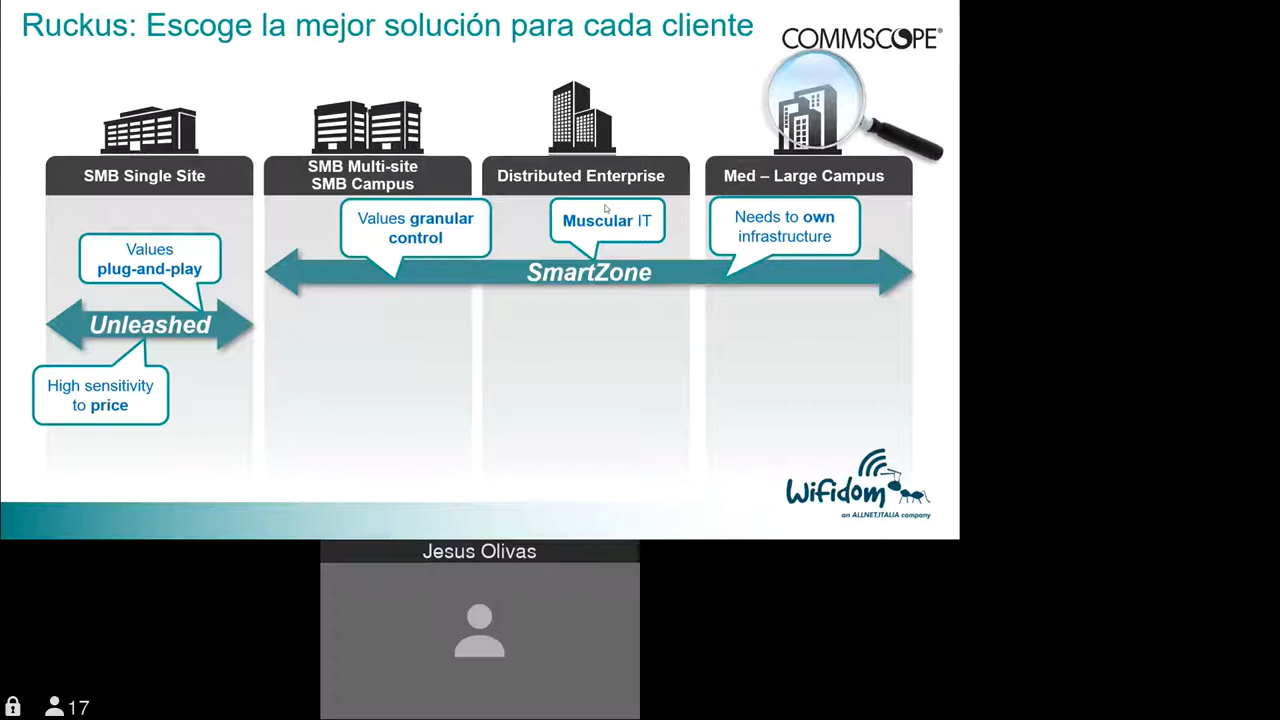 Ruckus: Escoge la mejor solución para cada cliente
COMMSCOPE®
SMB Single Site
SMB Multi-site
SMB Campus
Distributed Enterprise
Med – Large Campus
Values granular
control
Muscular IT
Needs to own
infrastructure
Values
plug-and-play
SmartZone
Unleashed
High sensitivity
to price
Wifidom
an ALLNET.ITALIA company
Jesus Olivas
17